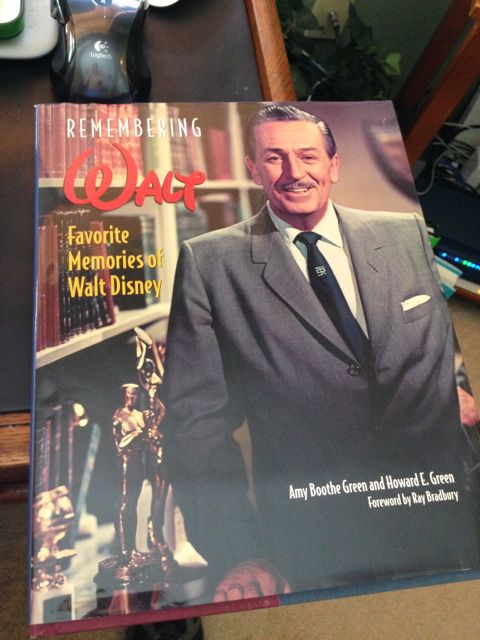 Logitech
REMEMBERING
WALT
Favorite
Memories of
Walt Disney
Amy Boothe Green and Howard E. Green
Foreword by Ray Bradbury